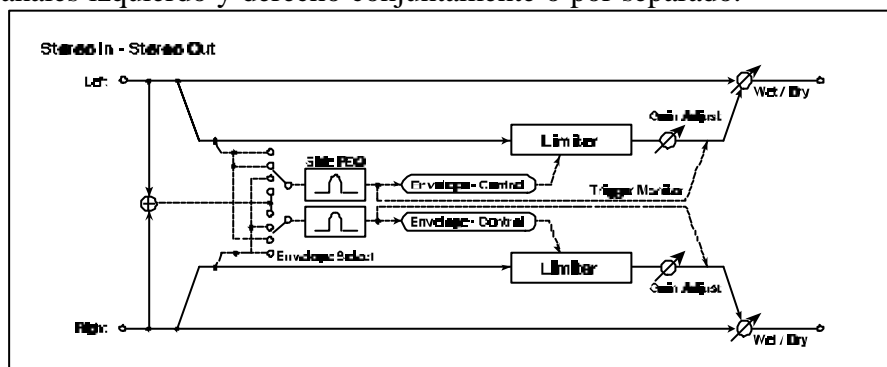 anales izquierdo y derecho conjuntamente o por separado.
Stereo In - Stereo Out
Left
Wet / Dry
Gain Adjust
Limiter
Side PEQ
Envelope - Control
Trigger Monitor
Envelope - Control
Envelope Select
Limiter
Gain Adjust
Right
Wet / Dry